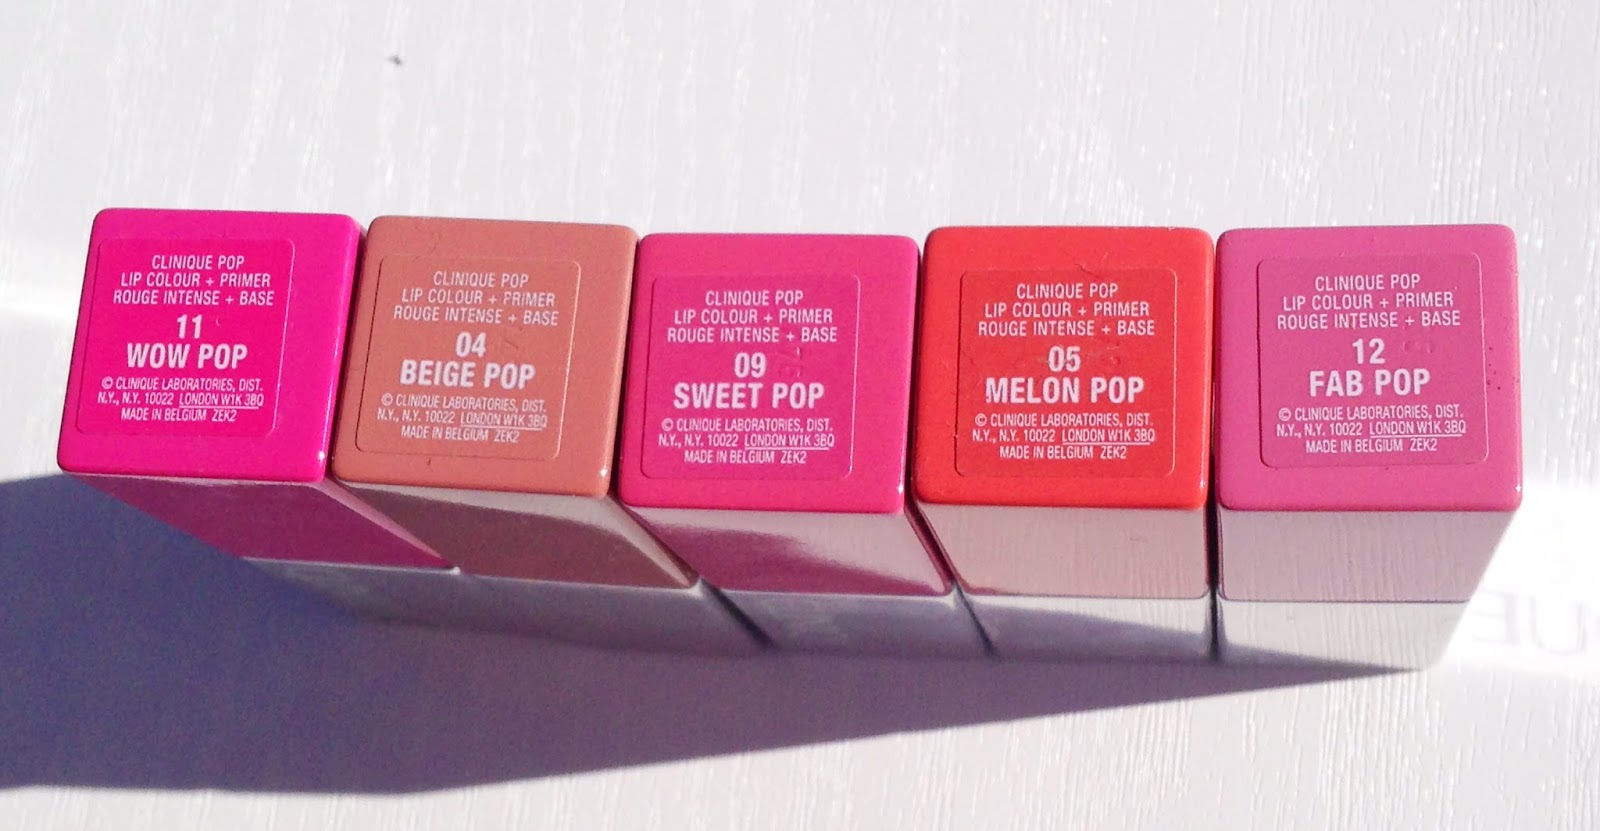 CLINIQUE POP
LIP COLOUR + PRIMER
ROUGE INTENSE + BASE
11
WOW POP
© CLINIQUE LABORATORIES, DIST.
N.Y., N.Y. 10022 LONDON W1K 3BQ
MADE IN BELGIUM ZEK2
CLINIQUE POP
LIP COLOUR + PRIMER
ROUGE INTENSE + BASE
04
BEIGE POP
© CLINIQUE LABORATORIES, DIST.
N.Y., N.Y. 10022 LONDON W1K 3BQ
MADE IN BELGIUM ZEK2
CLINIQUE POP
LIP COLOUR + PRIMER
ROUGE INTENSE + BASE
09
SWEET POP
© CLINIQUE LABORATORIES, DIST.
N.Y., N.Y. 10022 LONDON W1K 3BQ
MADE IN BELGIUM ZEK2
CLINIQUE POP
LIP COLOUR + PRIMER
ROUGE INTENSE + BASE
05
MELON POP
© CLINIQUE LABORATORIES, DIST.
N.Y., N.Y. 10022 LONDON W1K 3BQ
MADE IN BELGIUM ZEK2
CLINIQUE POP
LIP COLOUR + PRIMER
ROUGE INTENSE + BASE
12
FAB POP
© CLINIQUE LABORATORIES, DIST.
N.Y., N.Y. 10022 LONDON W1K 3BQ
MADE IN BELGIUM ZEK2